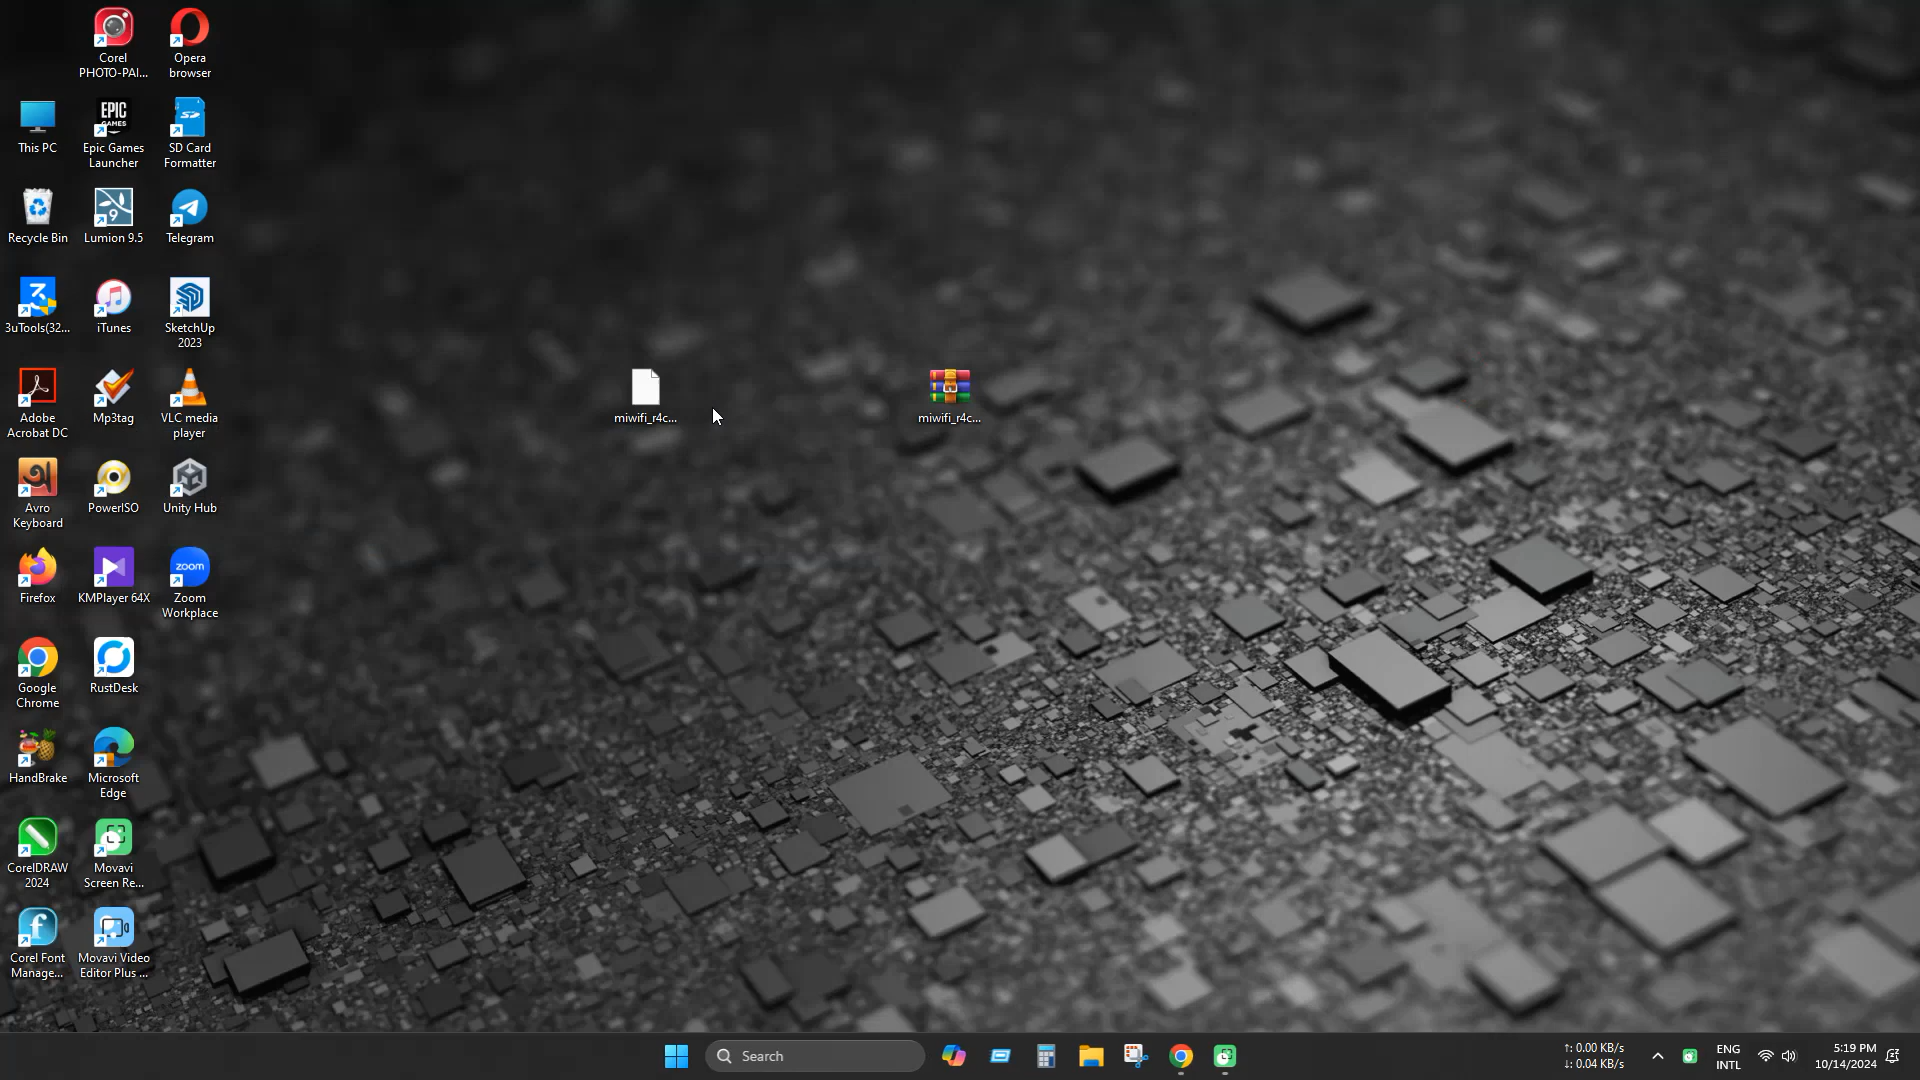 Corel
PHOTO-PAI...
Opera
browser
This PC
EPIC
GAMES
Epic Games
Launcher
SD Card
Formatter
Recycle Bin
9
Lumion 9.5
Telegram
3uTools(32...
iTunes
SketchUp
2023
Adobe
Acrobat DC
Mp3tag
VLC media
player
miwifi_r4c...
miwifi_r4c...
অ
Avro
Keyboard
PowerISO
Unity Hub
Firefox
KMPlayer 64X
zoom
Zoom
Workplace
Google
Chrome
RustDesk
HandBrake
Microsoft
Edge
CorelDRAW
2024
Movavi
Screen Re...
f
Corel Font
Manage...
Movavi Video
Editor Plus ...
Search
↑: 0.00 KB/s
↓: 0.04 KB/s
ENG
INTL
5:19 PM
10/14/2024